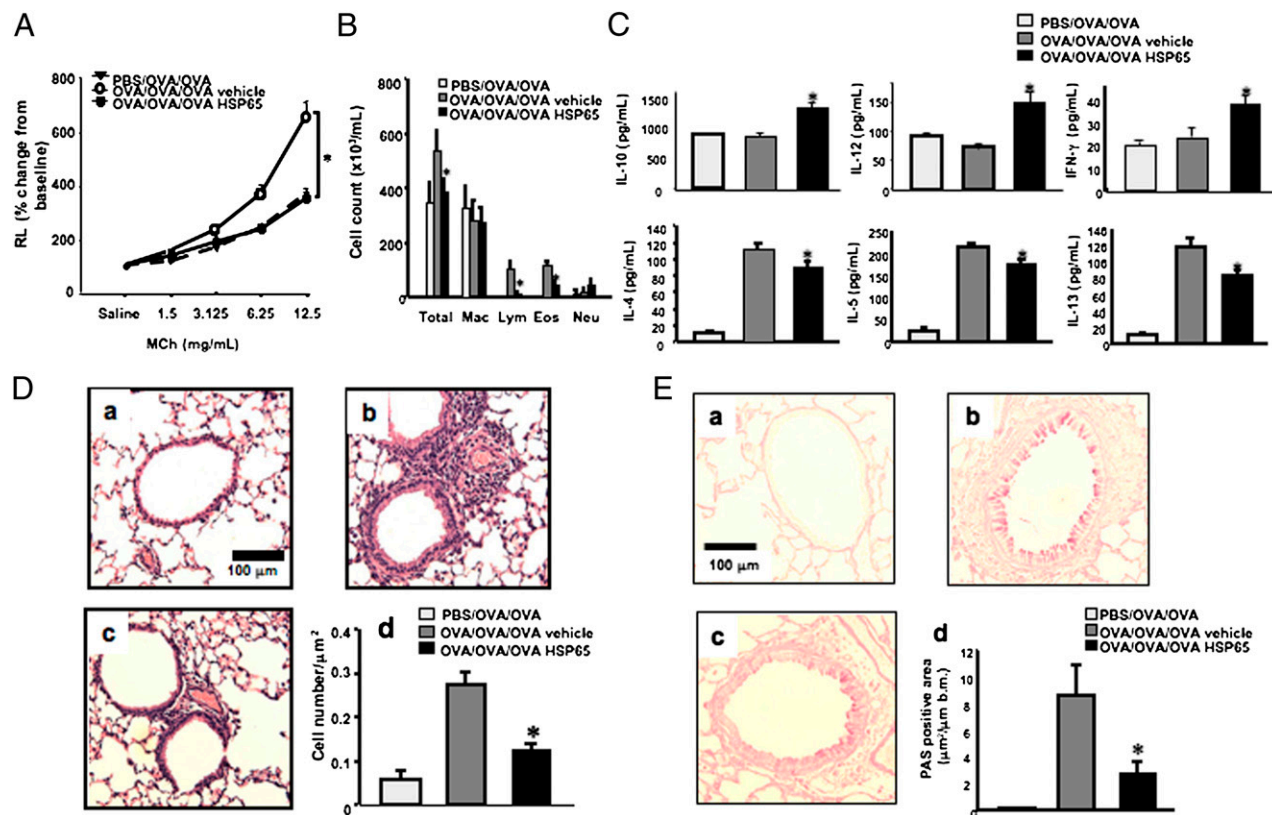 A
PBS/OVA/OVA
OVA/OVA/OVA vehicle
OVA/OVA/OVA HSP65
RL (% change from
baseline)
800
600
400
200
0
*
Saline 1.5 3.125 6.25 12.5
MCh (mg/mL)
B
PBS/OVA/OVA
OVA/OVA/OVA vehicle
OVA/OVA/OVA HSP65
Cell count (x10³/mL)
800
600
400
200
0
*
*
*
Total Mac Lym Eos Neu
C
PBS/OVA/OVA
OVA/OVA/OVA vehicle
OVA/OVA/OVA HSP65
IL-10 (pg/mL)
1500
1000
500
0
*
IL-12 (pg/mL)
150
100
50
0
*
IFN-γ (pg/mL)
40
30
20
10
0
*
IL-4 (pg/mL)
140
120
100
80
60
40
20
0
*
IL-5 (pg/mL)
250
200
150
100
50
0
*
IL-13 (pg/mL)
140
126
100
80
60
40
20
0
*
D
a
100 µm
b
c
d
PBS/OVA/OVA
OVA/OVA/OVA vehicle
OVA/OVA/OVA HSP65
Cell number/µm²
0.4
0.3
0.2
0.1
0
*
E
a
100 µm
b
c
d
PBS/OVA/OVA
OVA/OVA/OVA vehicle
OVA/OVA/OVA HSP65
PAS positive area
(µm²/µm b.m.)
12
10
8
6
4
2
0
*